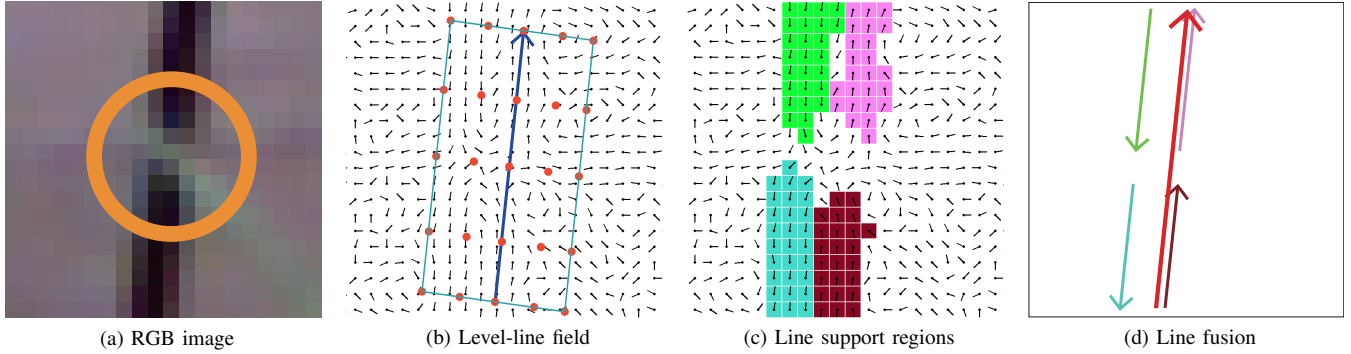 (a) RGB image
(b) Level-line field
(c) Line support regions
(d) Line fusion